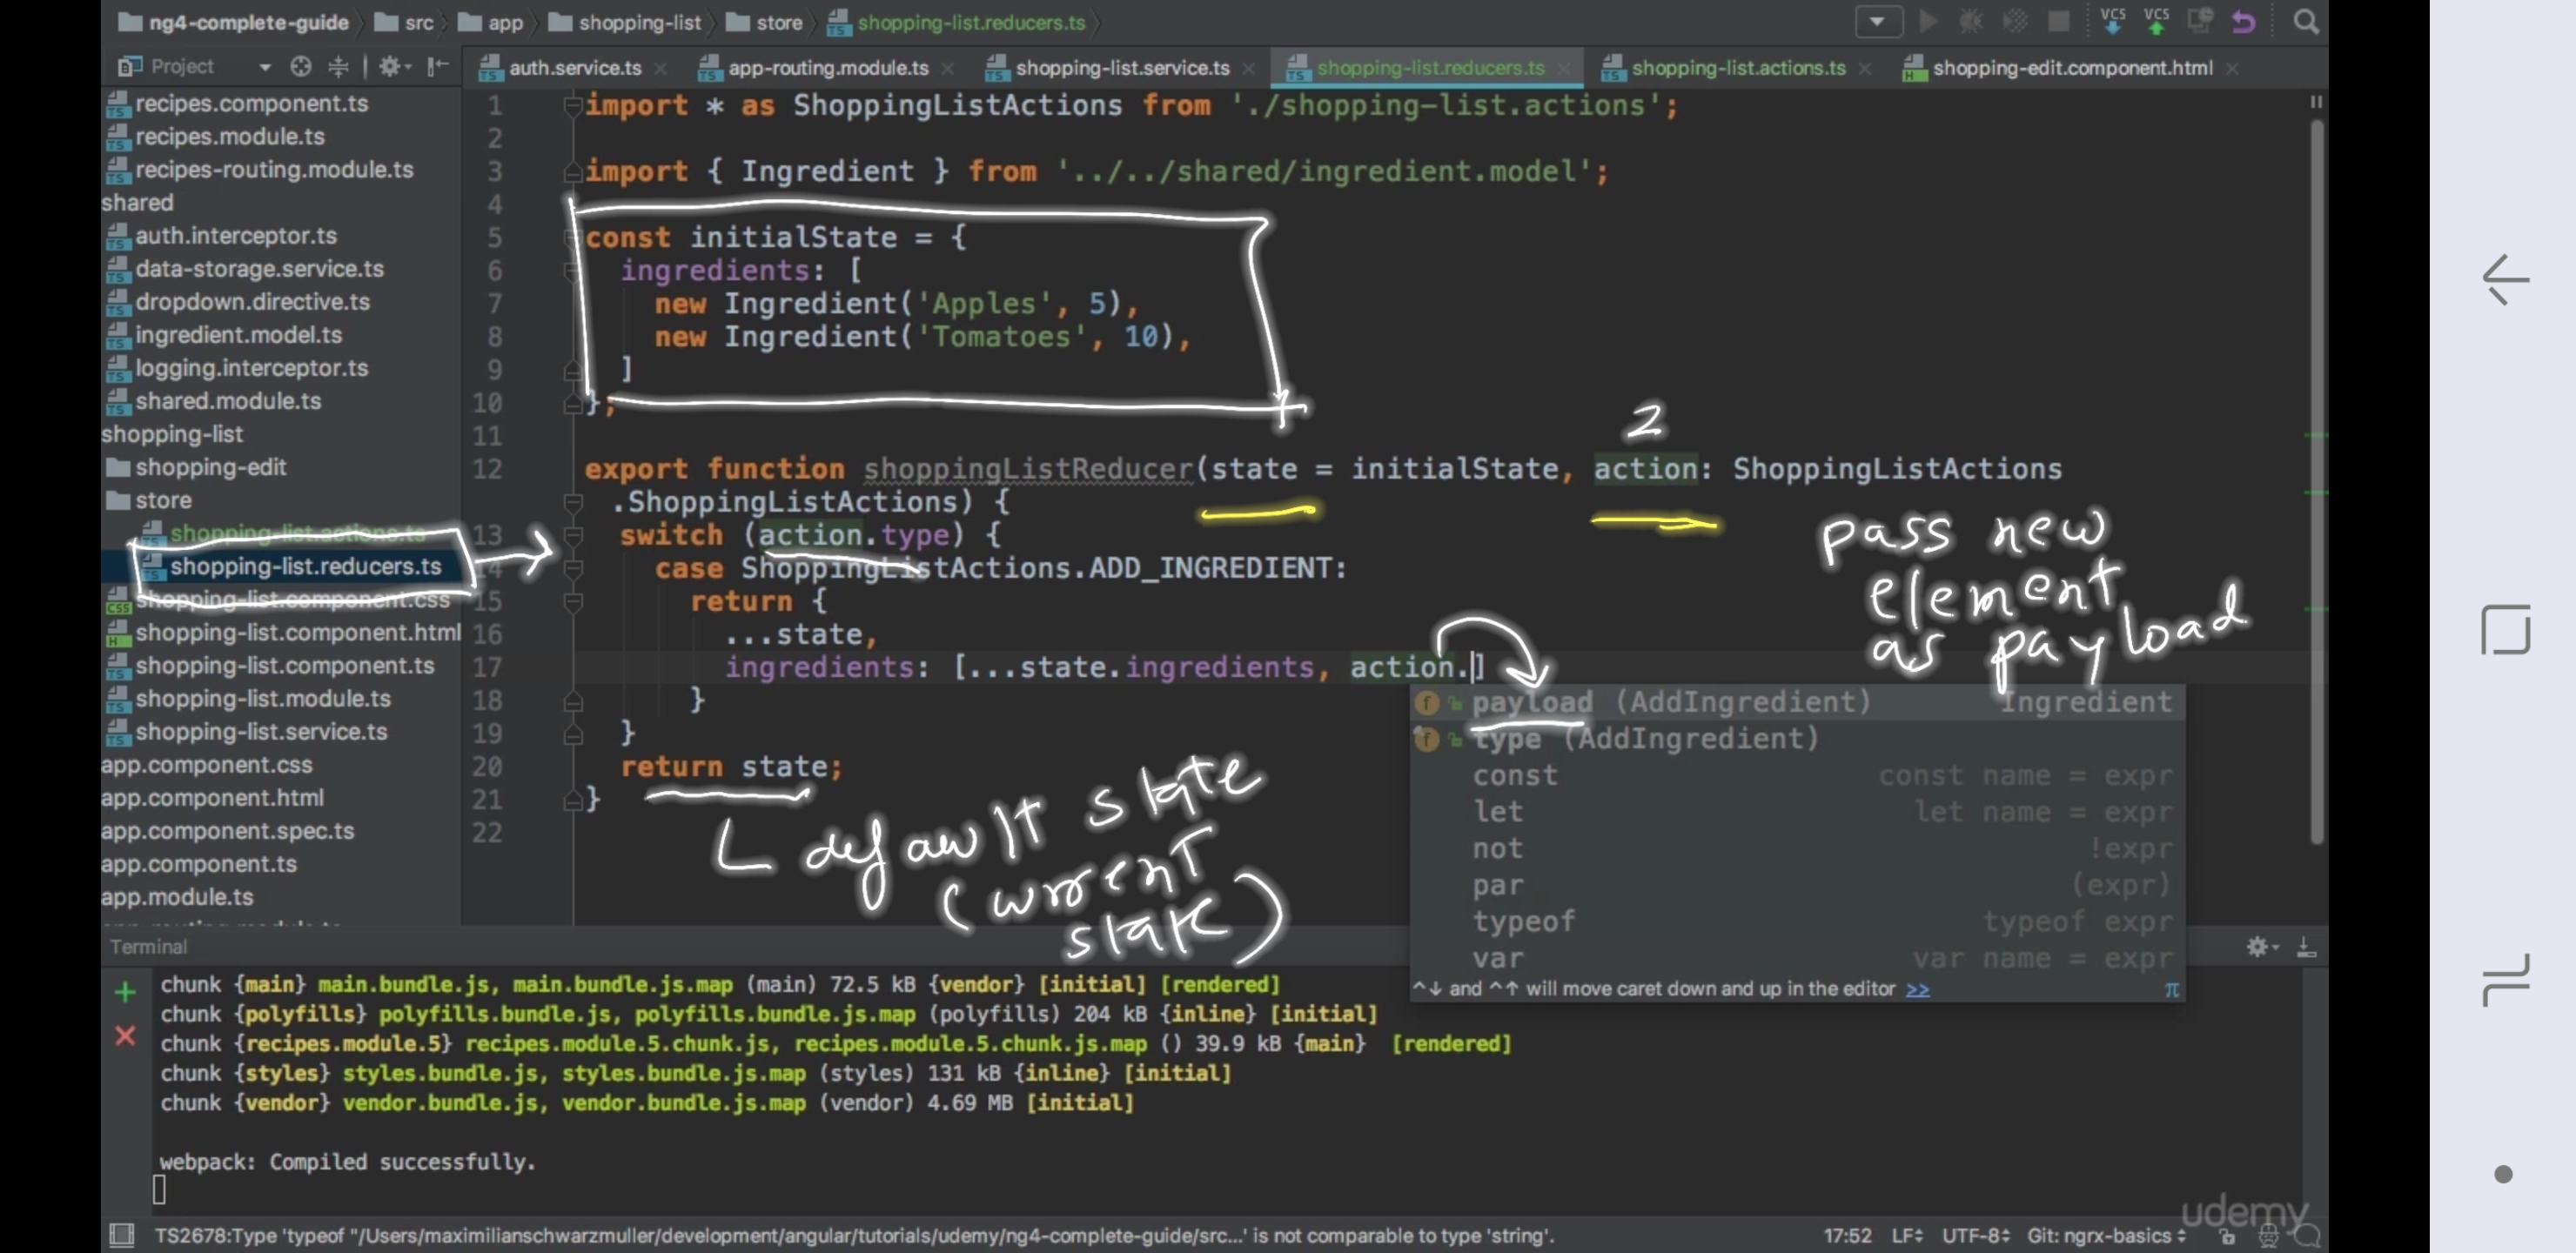 ng4-complete-guide src app shopping-list store shopping-list.reducers.ts
VCS VCS
Project
auth.service.ts app-routing.module.ts shopping-list.service.ts shopping-list.reducers.ts shopping-list.actions.ts shopping-edit.component.html
recipes.component.ts
recipes.module.ts
recipes-routing.module.ts
shared
auth.interceptor.ts
data-storage.service.ts
dropdown.directive.ts
ingredient.model.ts
logging.interceptor.ts
shared.module.ts
shopping-list
shopping-edit
store
shopping-list.actions.ts
shopping-list.reducers.ts
shopping-list.component.css
shopping-list.component.html
shopping-list.component.ts
shopping-list.module.ts
shopping-list.service.ts
app.component.css
app.component.html
app.component.spec.ts
app.component.ts
app.module.ts
1 import * as ShoppingListActions from './shopping-list.actions';
2
3 import { Ingredient } from '../../shared/ingredient.model';
4
5 const initialState = {
6 ingredients: [
7 new Ingredient('Apples', 5),
8 new Ingredient('Tomatoes', 10),
9 ]
10 };
11
2
12 export function shoppingListReducer(state = initialState, action: ShoppingListActions
.ShoppingListActions) {
13 switch (action.type) {
14 case ShoppingListActions.ADD_INGREDIENT:
15 return {
16 ...state,
17 ingredients: [...state.ingredients, action.]
18 }
19 }
20 return state;
21 }
22
pass new
element
as payload
default state
(current
state)
payload (AddIngredient) Ingredient
type (AddIngredient)
const const name = expr
let let name = expr
not !expr
par (expr)
typeof typeof expr
var var name = expr
^↓ and ^↑ will move caret down and up in the editor >> π
Terminal
chunk {main} main.bundle.js, main.bundle.js.map (main) 72.5 kB {vendor} [initial] [rendered]
chunk {polyfills} polyfills.bundle.js, polyfills.bundle.js.map (polyfills) 204 kB {inline} [initial]
chunk {recipes.module.5} recipes.module.5.chunk.js, recipes.module.5.chunk.js.map () 39.9 kB {main} [rendered]
chunk {styles} styles.bundle.js, styles.bundle.js.map (styles) 131 kB {inline} [initial]
chunk {vendor} vendor.bundle.js, vendor.bundle.js.map (vendor) 4.69 MB [initial]
webpack: Compiled successfully.
udemy
TS2678:Type 'typeof "/Users/maximilianschwarzmuller/development/angular/tutorials/udemy/ng4-complete-guide/src...' is not comparable to type 'string'.
17:52 LF UTF-8 Git: ngrx-basics